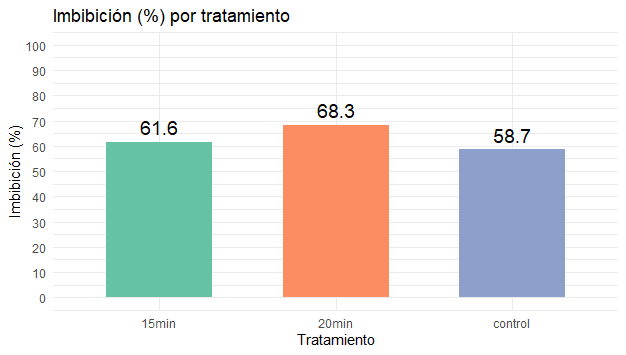 Imbibición (%) por tratamiento
Imbibición (%)
100
90
80
70
60
50
40
30
20
10
0
61.6
68.3
58.7
15min
20min
control
Tratamiento